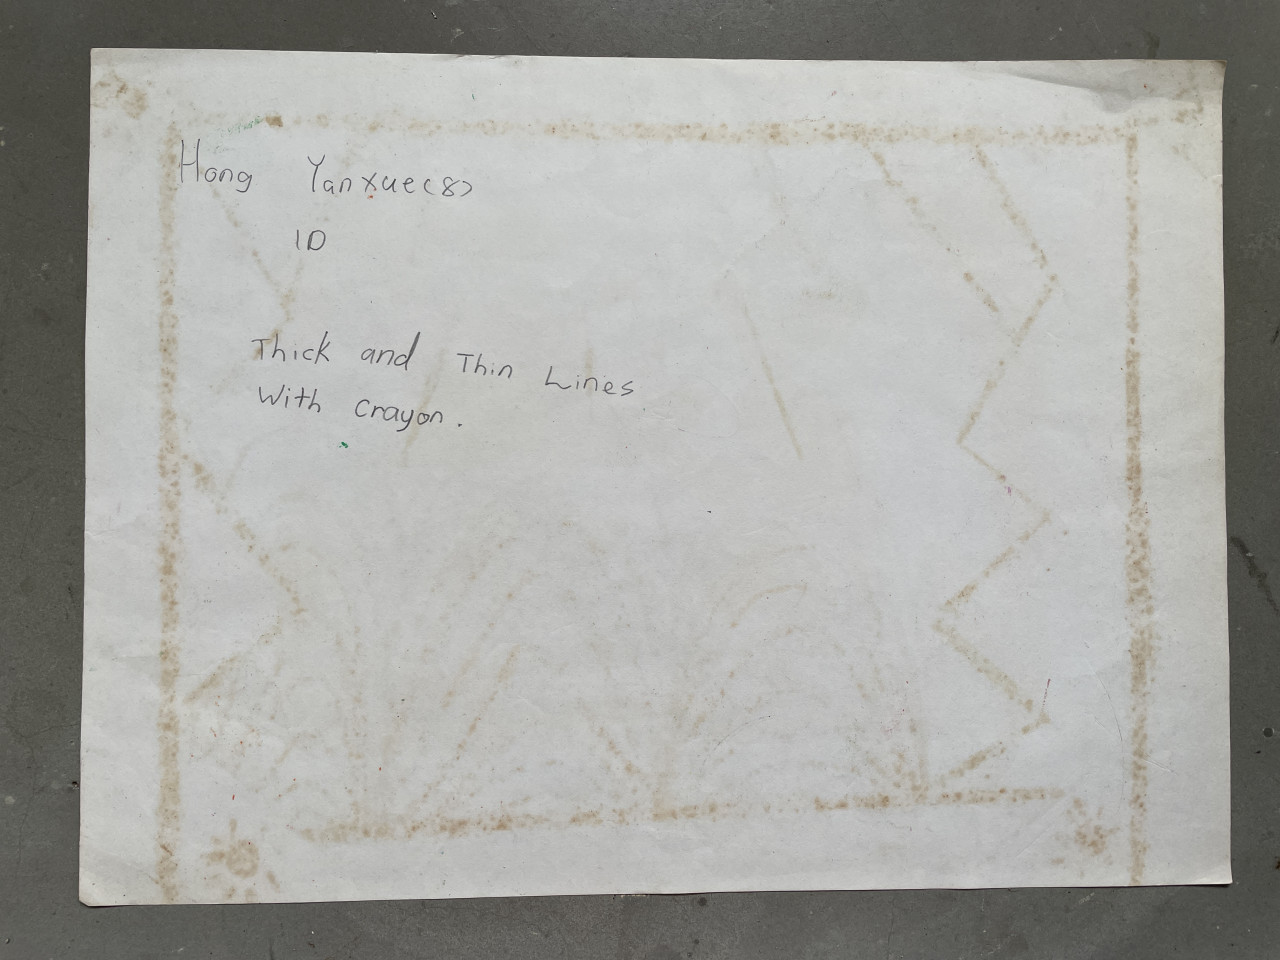 Hong Yanxue(8)
1D
Thick and Thin Lines
With Crayon.